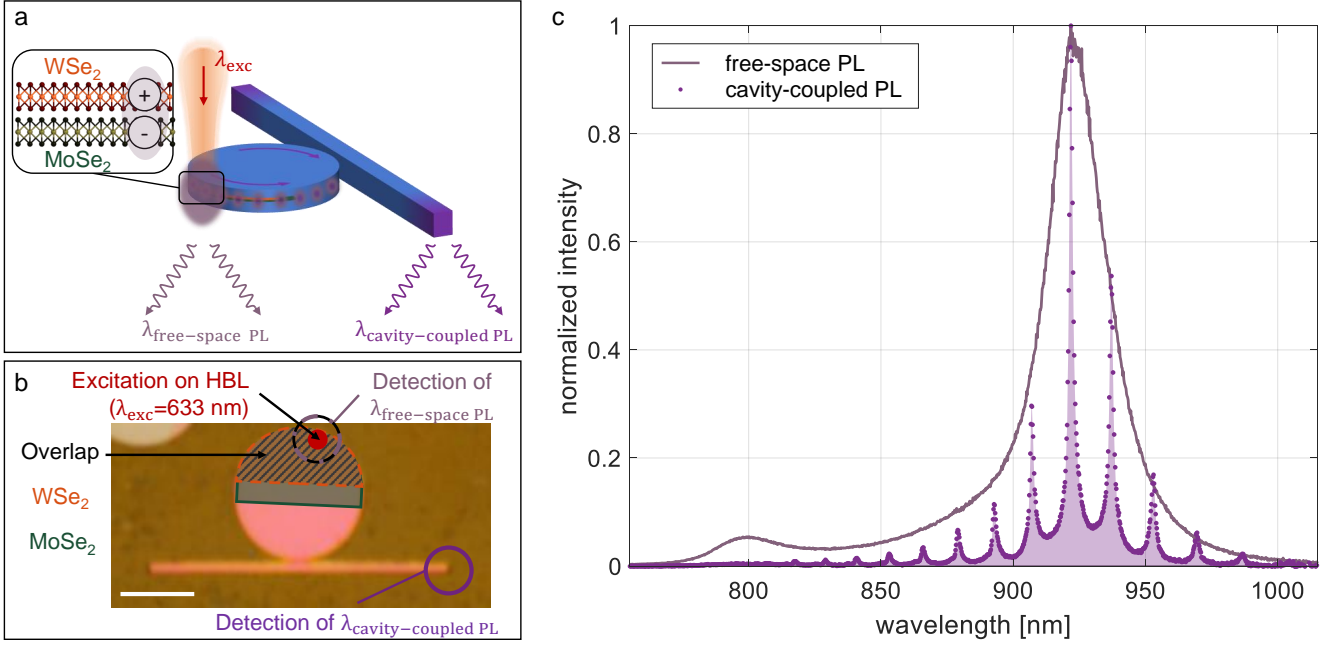 a
WSe₂
MoSe₂
+
-
λexc
λfree−space PL
λcavity−coupled PL
b
Excitation on HBL
(λexc=633 nm)
Detection of
λfree−space PL
Overlap
WSe₂
MoSe₂
Detection of λcavity−coupled PL
c
free-space PL
cavity-coupled PL
normalized intensity
1
0.8
0.6
0.4
0.2
0
800
850
900
950
1000
wavelength [nm]